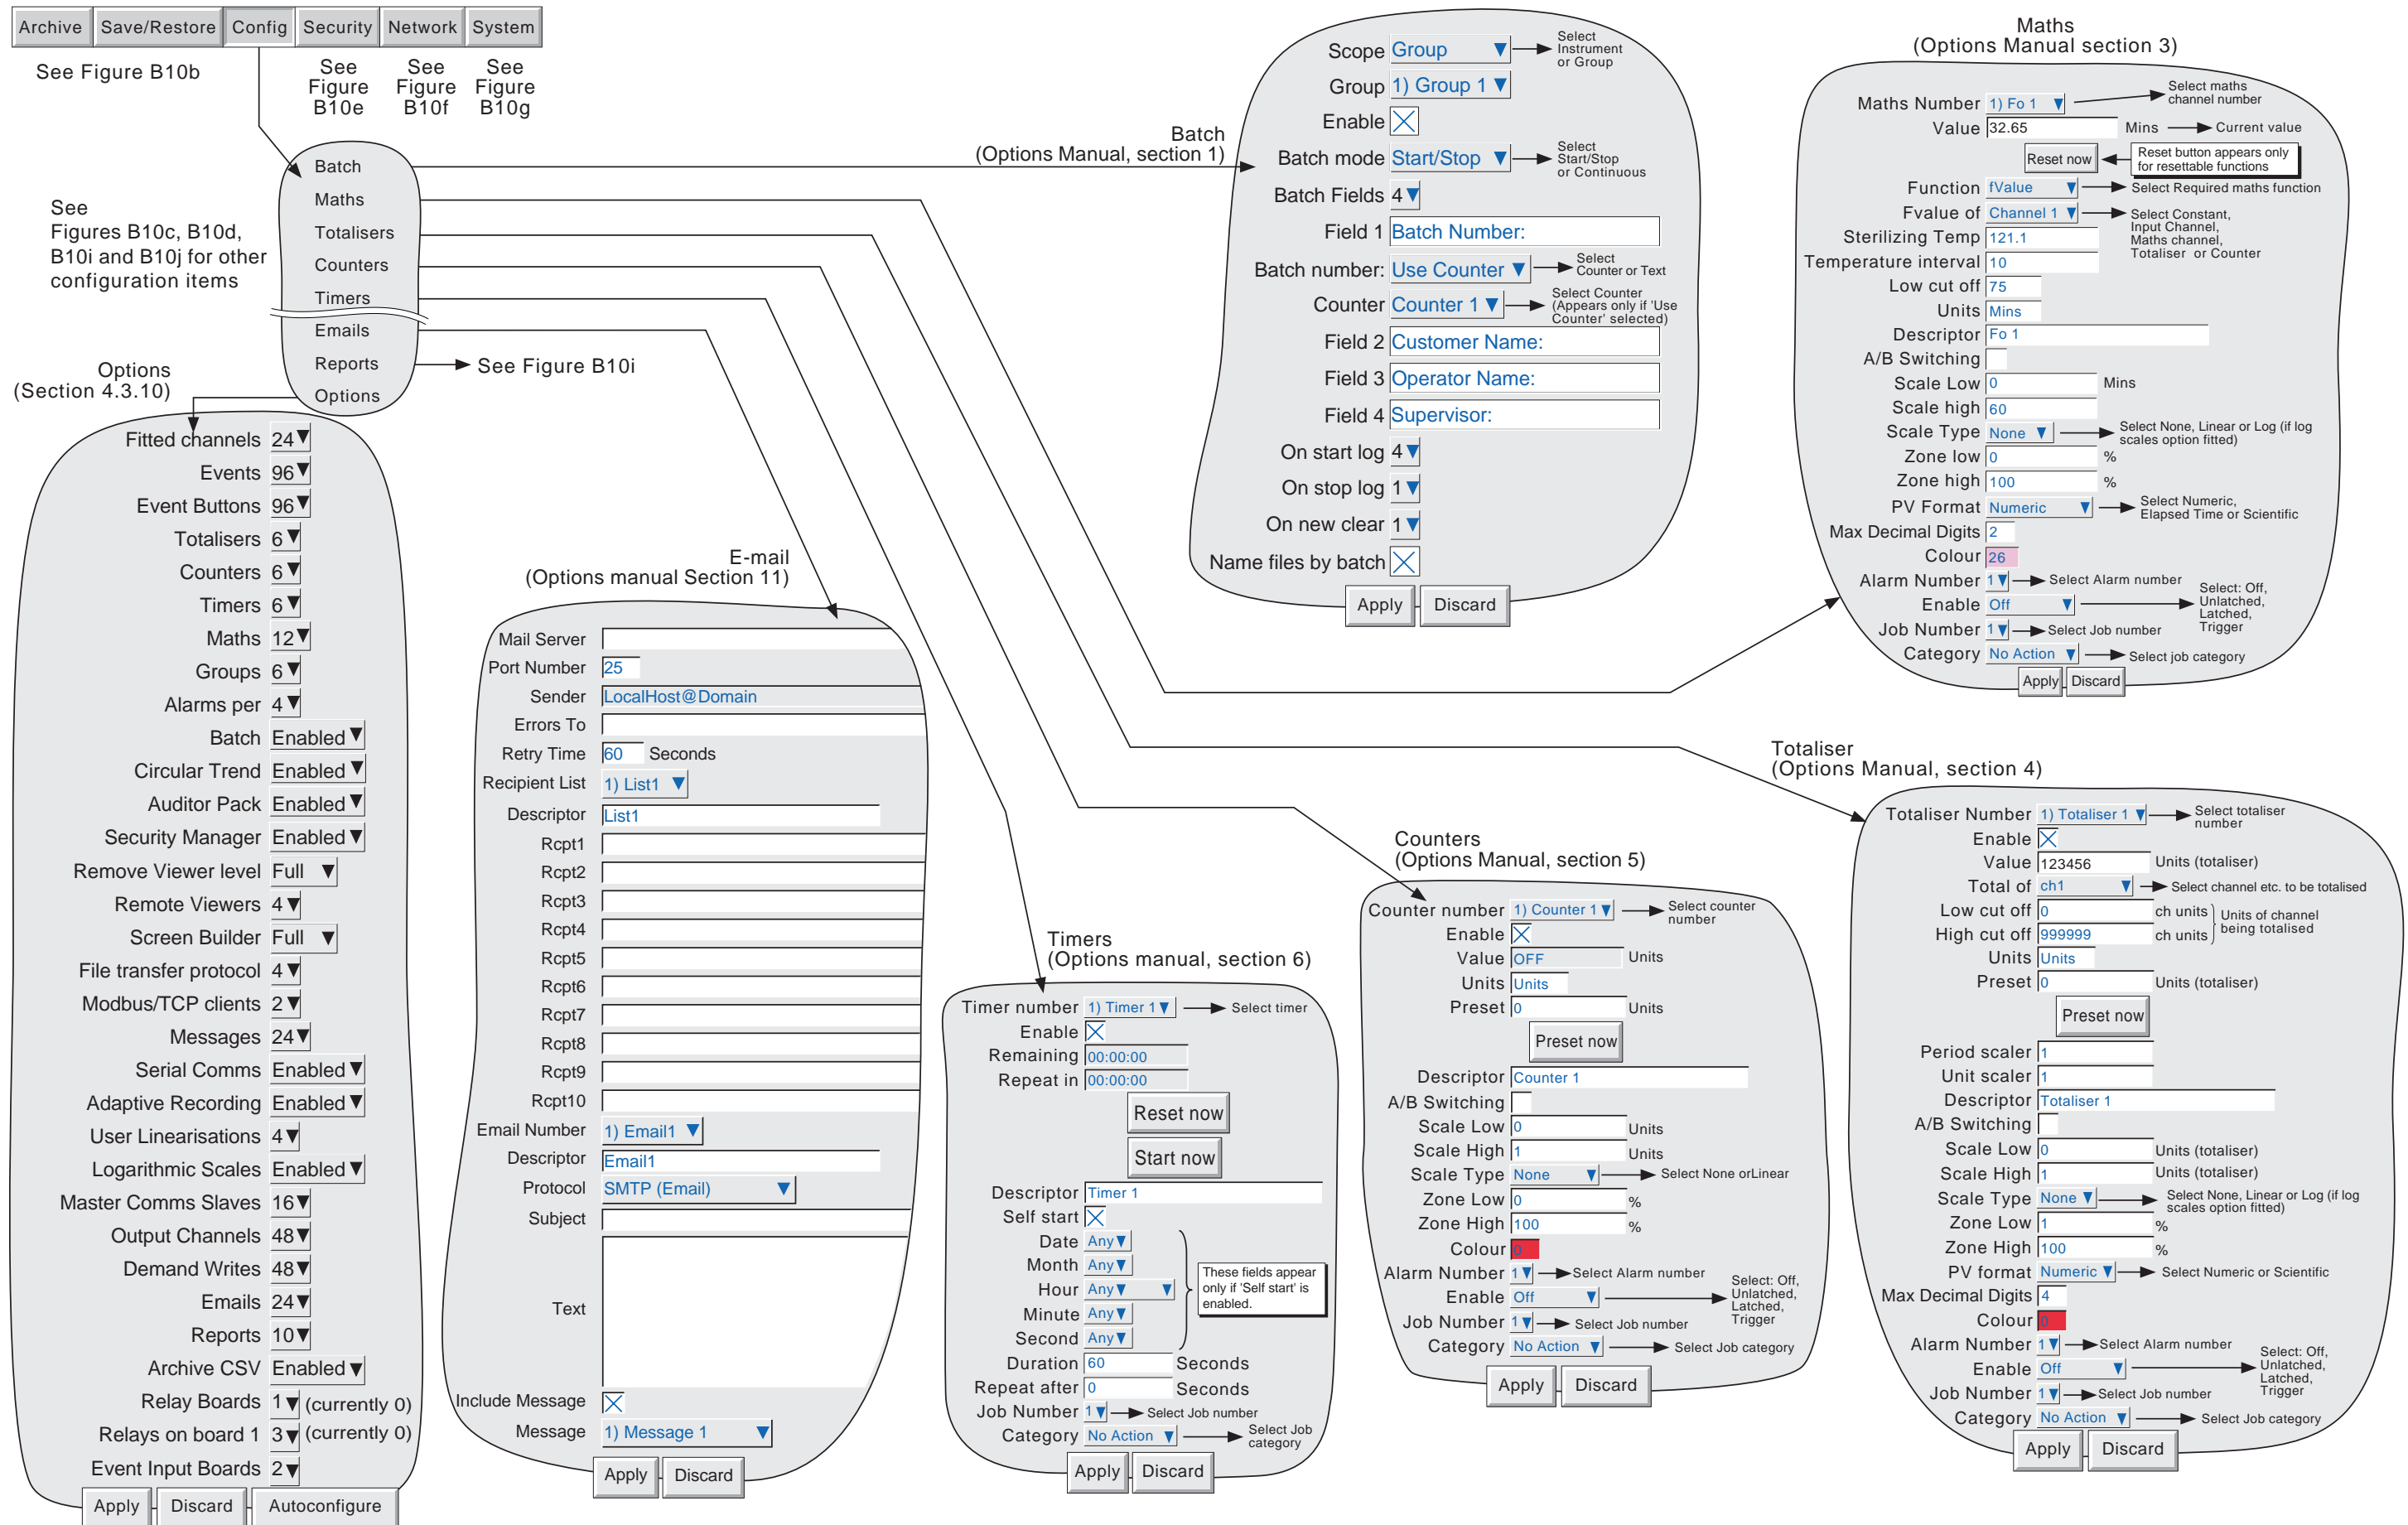 Archive Save/Restore Config Security Network System
See Figure B10b
See
Figure
B10e
See
Figure
B10f
See
Figure
B10g
Batch
Maths
Totalisers
Counters
Timers
Emails
Reports
Options
See
Figures B10c, B10d,
B10i and B10j for other
configuration items
See Figure B10i
Options
(Section 4.3.10)
Fitted channels 24
Events 96
Event Buttons 96
Totalisers 6
Counters 6
Timers 6
Maths 12
Groups 6
Alarms per 4
Batch Enabled
Circular Trend Enabled
Auditor Pack Enabled
Security Manager Enabled
Remove Viewer level Full
Remote Viewers 4
Screen Builder Full
File transfer protocol 4
Modbus/TCP clients 2
Messages 24
Serial Comms Enabled
Adaptive Recording Enabled
User Linearisations 4
Logarithmic Scales Enabled
Master Comms Slaves 16
Output Channels 48
Demand Writes 48
Emails 24
Reports 10
Archive CSV Enabled
Relay Boards 1 (currently 0)
Relays on board 1 3 (currently 0)
Event Input Boards 2
Apply Discard Autoconfigure
E-mail
(Options manual Section 11)
Mail Server
Port Number 25
Sender LocalHost@Domain
Errors To
Retry Time 60 Seconds
Recipient List 1) List1
Descriptor List1
Rcpt1
Rcpt2
Rcpt3
Rcpt4
Rcpt5
Rcpt6
Rcpt7
Rcpt8
Rcpt9
Rcpt10
Email Number 1) Email1
Descriptor Email1
Protocol SMTP (Email)
Subject
Text
Include Message
Message 1) Message 1
Apply Discard
Batch
(Options Manual, section 1)
Scope Group
Select
Instrument
or Group
Group 1) Group 1
Enable
Batch mode Start/Stop
Select
Start/Stop
or Continuous
Batch Fields 4
Field 1 Batch Number:
Batch number: Use Counter
Select
Counter or Text
Counter Counter 1
Select Counter
(Appears only if 'Use
Counter' selected)
Field 2 Customer Name:
Field 3 Operator Name:
Field 4 Supervisor:
On start log 4
On stop log 1
On new clear 1
Name files by batch
Apply Discard
Timers
(Options manual, section 6)
Timer number 1) Timer 1 Select timer
Enable
Remaining 00:00:00
Repeat in 00:00:00
Reset now
Start now
Descriptor Timer 1
Self start
Date Any
Month Any
Hour Any
Minute Any
Second Any
These fields appear
only if 'Self start' is
enabled.
Duration 60 Seconds
Repeat after 0 Seconds
Job Number 1 Select Job number
Category No Action
Select Job
category
Apply Discard
Counters
(Options Manual, section 5)
Counter number 1) Counter 1
Select counter
number
Enable
Value OFF Units
Units Units
Preset 0 Units
Preset now
Descriptor Counter 1
A/B Switching
Scale Low 0 Units
Scale High 1 Units
Scale Type None Select None orLinear
Zone Low 0 %
Zone High 100 %
Colour 0
Alarm Number 1 Select Alarm number
Enable Off
Select: Off,
Unlatched,
Latched,
Trigger
Job Number 1 Select Job number
Category No Action Select Job category
Apply Discard
Maths
(Options Manual section 3)
Maths Number 1) Fo 1
Select maths
channel number
Value 32.65 Mins Current value
Reset now
Reset button appears only
for resettable functions
Function fValue Select Required maths function
Fvalue of Channel 1
Select Constant,
Input Channel,
Maths channel,
Totaliser or Counter
Sterilizing Temp 121.1
Temperature interval 10
Low cut off 75
Units Mins
Descriptor Fo 1
A/B Switching
Scale Low 0 Mins
Scale high 60
Scale Type None
Select None, Linear or Log (if log
scales option fitted)
Zone low 0 %
Zone high 100 %
PV Format Numeric
Select Numeric,
Elapsed Time or Scientific
Max Decimal Digits 2
Colour 26
Alarm Number 1 Select Alarm number
Enable Off
Select: Off,
Unlatched,
Latched,
Trigger
Job Number 1 Select Job number
Category No Action Select job category
Apply Discard
Totaliser
(Options Manual, section 4)
Totaliser Number 1) Totaliser 1
Select totaliser
number
Enable
Value 123456 Units (totaliser)
Total of ch1 Select channel etc. to be totalised
Low cut off 0 ch units
High cut off 999999 ch units
Units of channel
being totalised
Units Units
Preset 0 Units (totaliser)
Preset now
Period scaler 1
Unit scaler 1
Descriptor Totaliser 1
A/B Switching
Scale Low 0 Units (totaliser)
Scale High 1 Units (totaliser)
Scale Type None
Select None, Linear or Log (if log
scales option fitted)
Zone Low 1 %
Zone High 100 %
PV format Numeric Select Numeric or Scientific
Max Decimal Digits 4
Colour 0
Alarm Number 1 Select Alarm number
Enable Off
Select: Off,
Unlatched,
Latched,
Trigger
Job Number 1 Select Job number
Category No Action Select Job category
Apply Discard